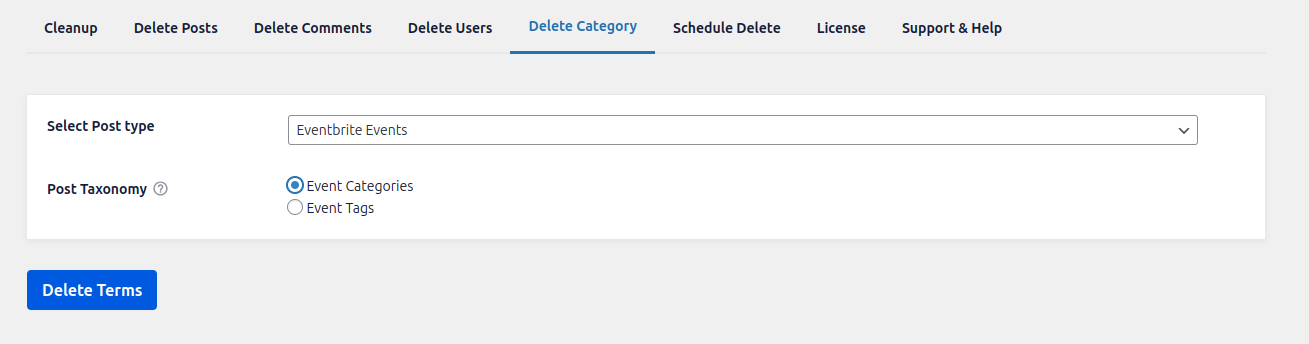 Cleanup Delete Posts Delete Comments Delete Users Delete Category Schedule Delete License Support & Help
Select Post type Eventbrite Events
Post Taxonomy ? Event Categories
Event Tags
Delete Terms